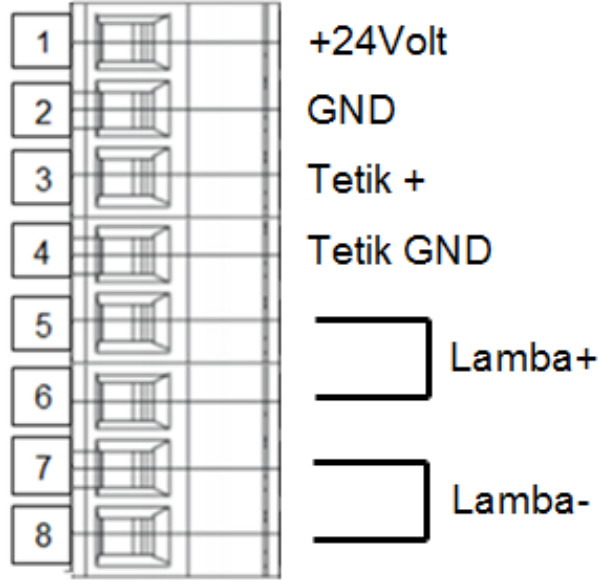 1 +24Volt
2 GND
3 Tetik +
4 Tetik GND
5
Lamba+
6
7
Lamba-
8